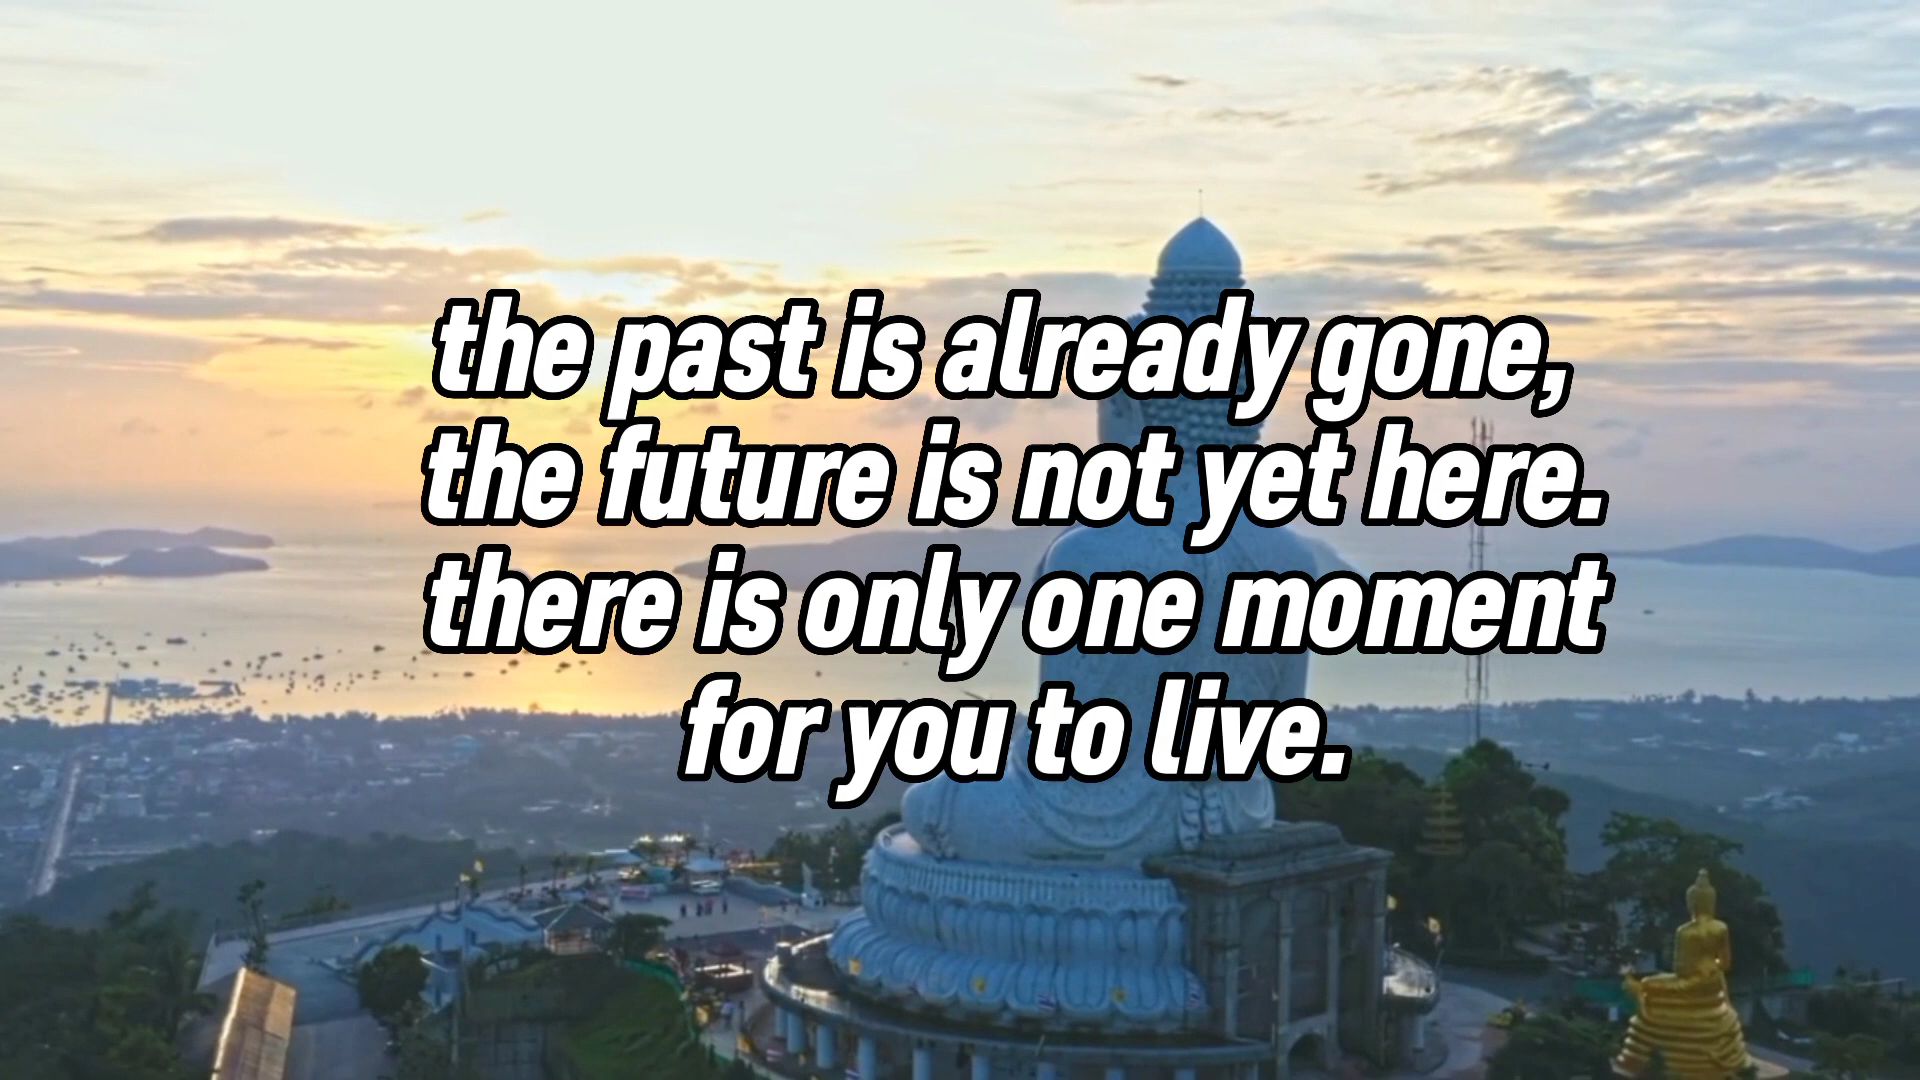 the past is already gone,
the future is not yet here.
there is only one moment
for you to live.